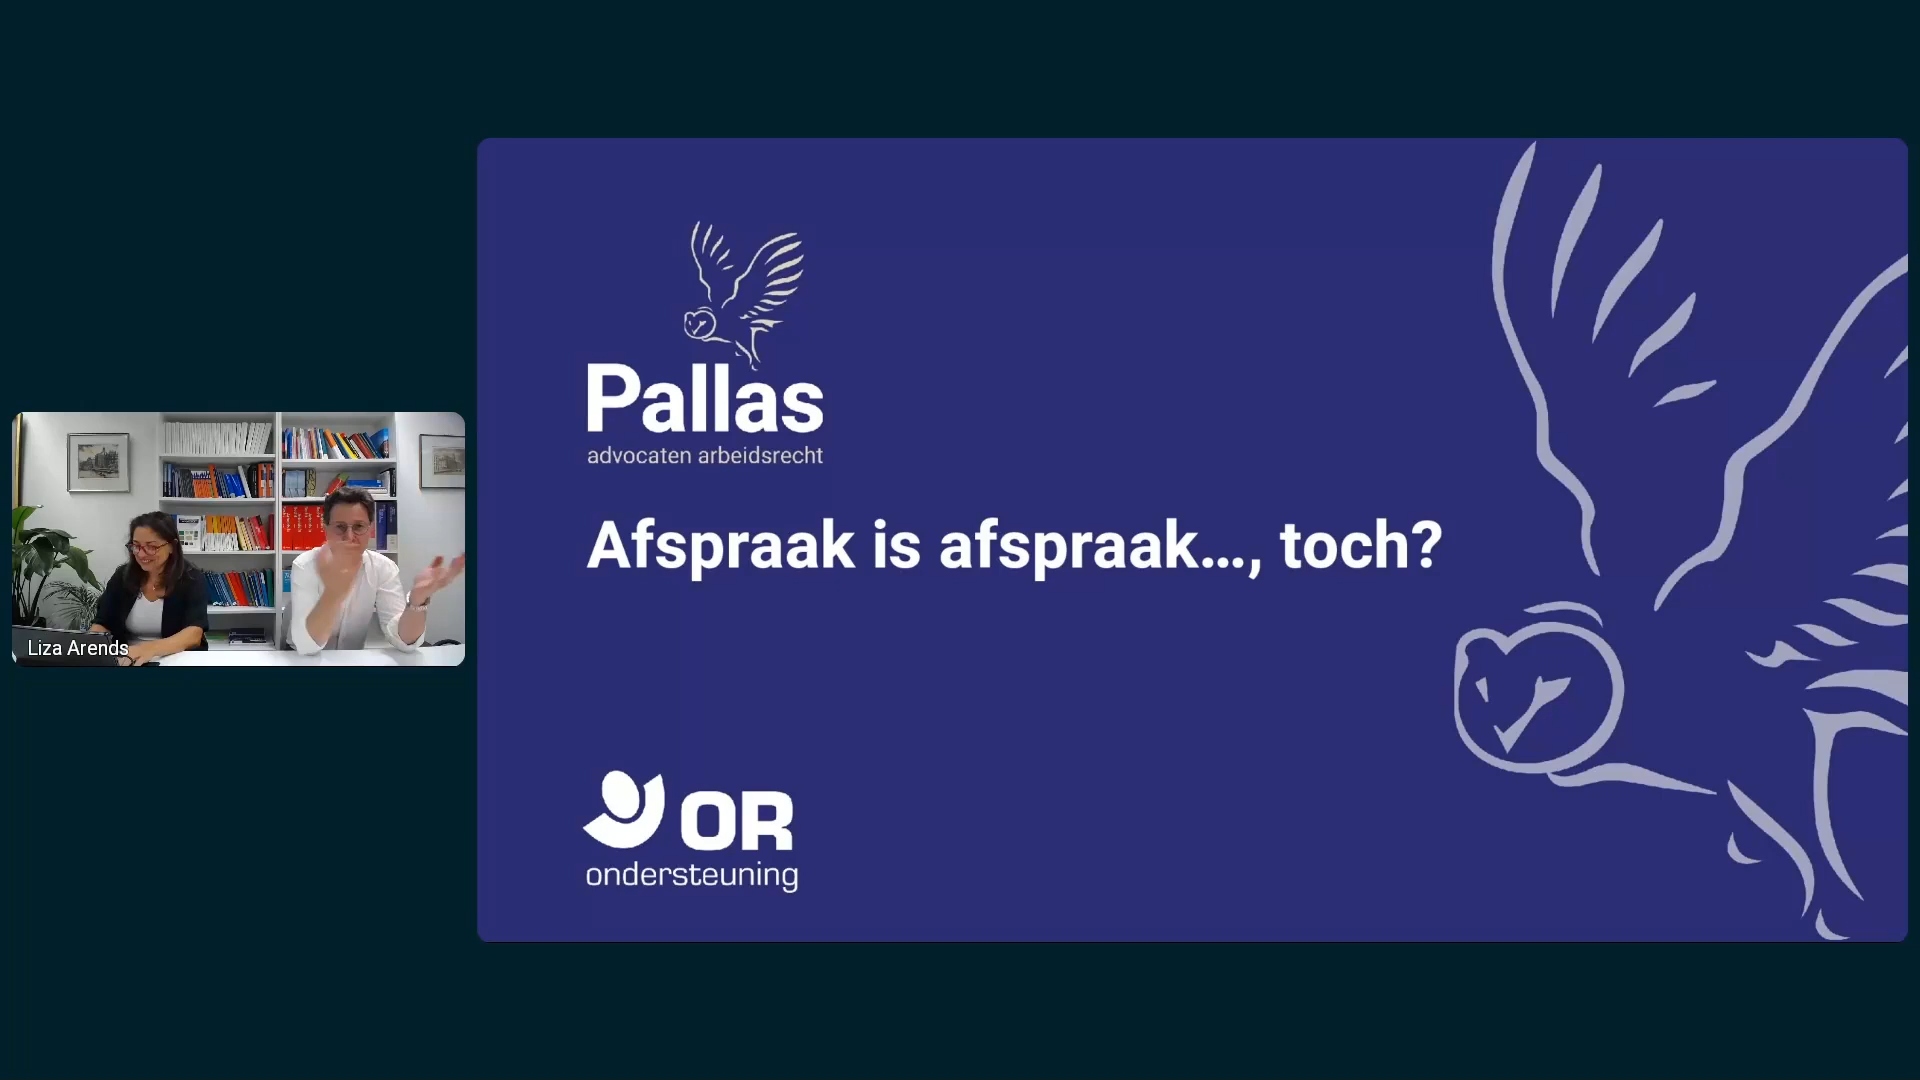 Pallas
advocaten arbeidsrecht
Afspraak is afspraak..., toch?
OR
ondersteuning
Liza Arends